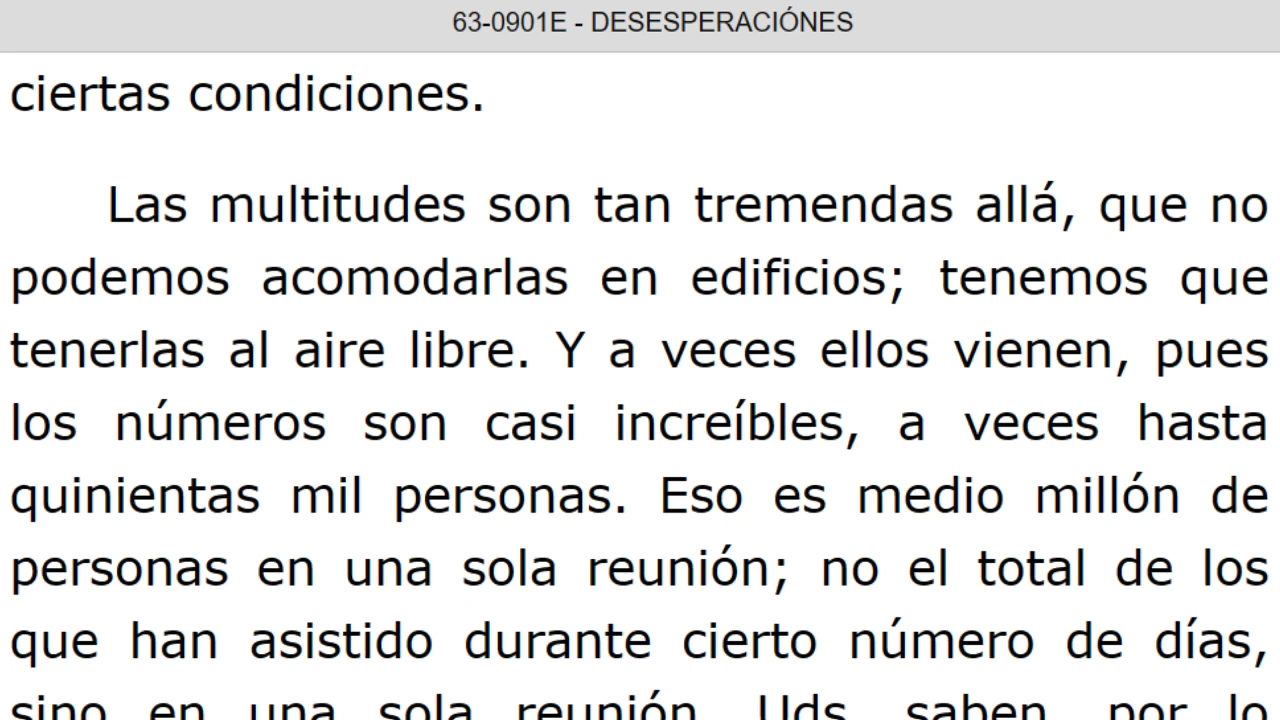 63-0901E - DESESPERACIÓNES
ciertas condiciones.
Las multitudes son tan tremendas allá, que no
podemos acomodarlas en edificios; tenemos que
tenerlas al aire libre. Y a veces ellos vienen, pues
los números son casi increíbles, a veces hasta
quinientas mil personas. Eso es medio millón de
personas en una sola reunión; no el total de los
que han asistido durante cierto número de días,
sino en una sola reunión. Uds. saben, por lo